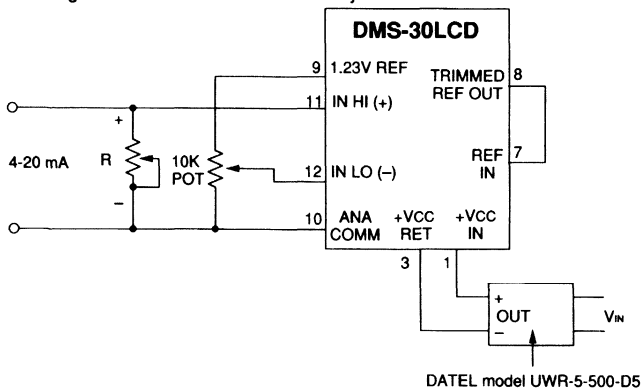 DMS-30LCD
9 1.23V REF
TRIMMED 8
REF OUT
11 IN HI (+)
+
4-20 mA
R
10K
POT
REF 7
IN
12 IN LO (–)
–
10 ANA
COMM
+VCC
RET
+VCC
IN
3
1
+
OUT
–
VIN
DATEL model UWR-5-500-D5